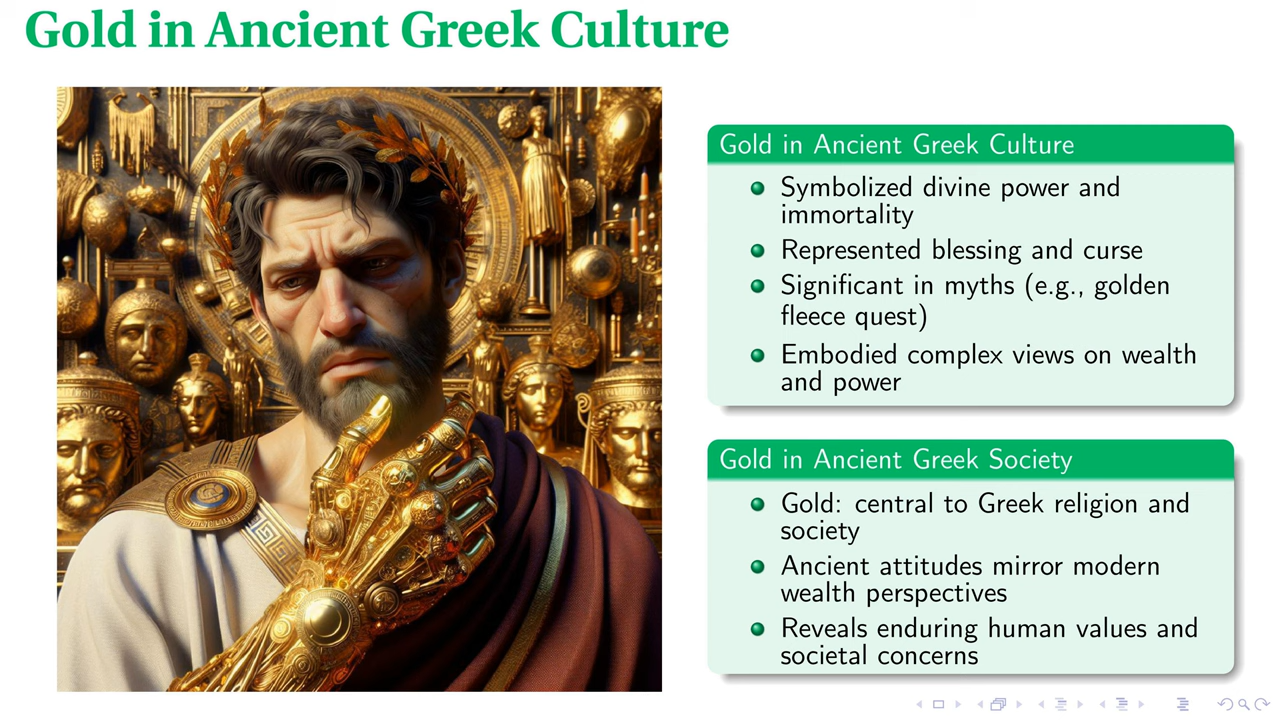 Gold in Ancient Greek Culture
Gold in Ancient Greek Culture
Symbolized divine power and
immortality
Represented blessing and curse
Significant in myths (e.g., golden
fleece quest)
Embodied complex views on wealth
and power
Gold in Ancient Greek Society
Gold: central to Greek religion and
society
Ancient attitudes mirror modern
wealth perspectives
Reveals enduring human values and
societal concerns